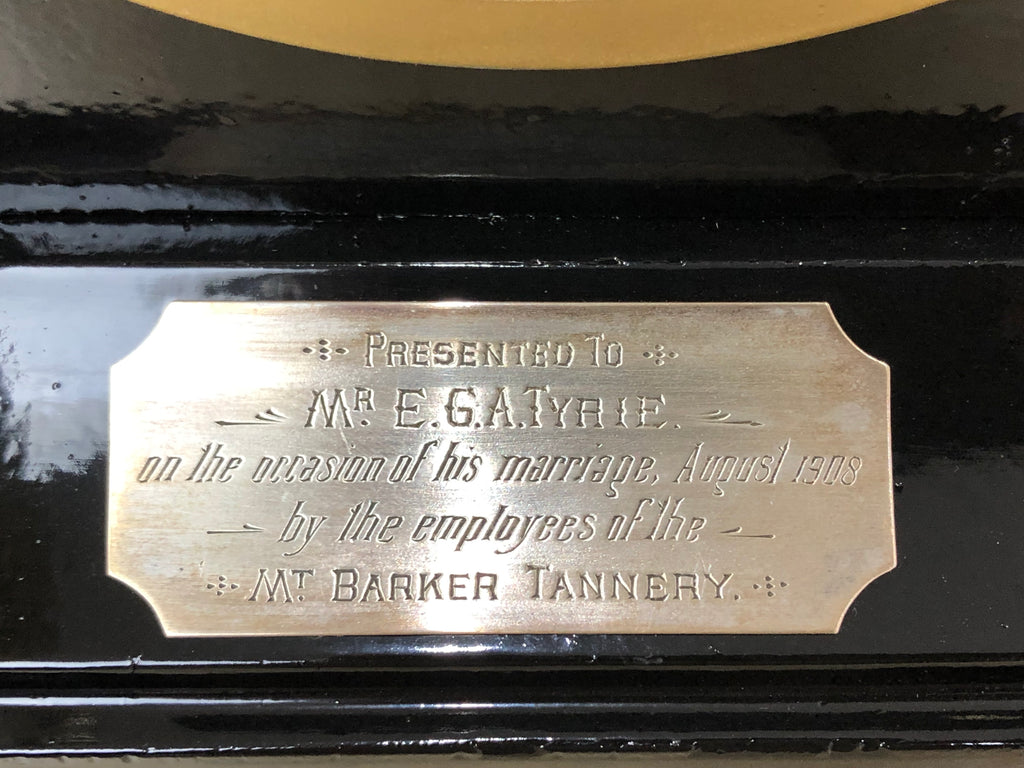 PRESENTED TO
MR. E.G.A.TYRIE.
on the occasion of his marriage, August 1908
by the employees of the
MT BARKER TANNERY.